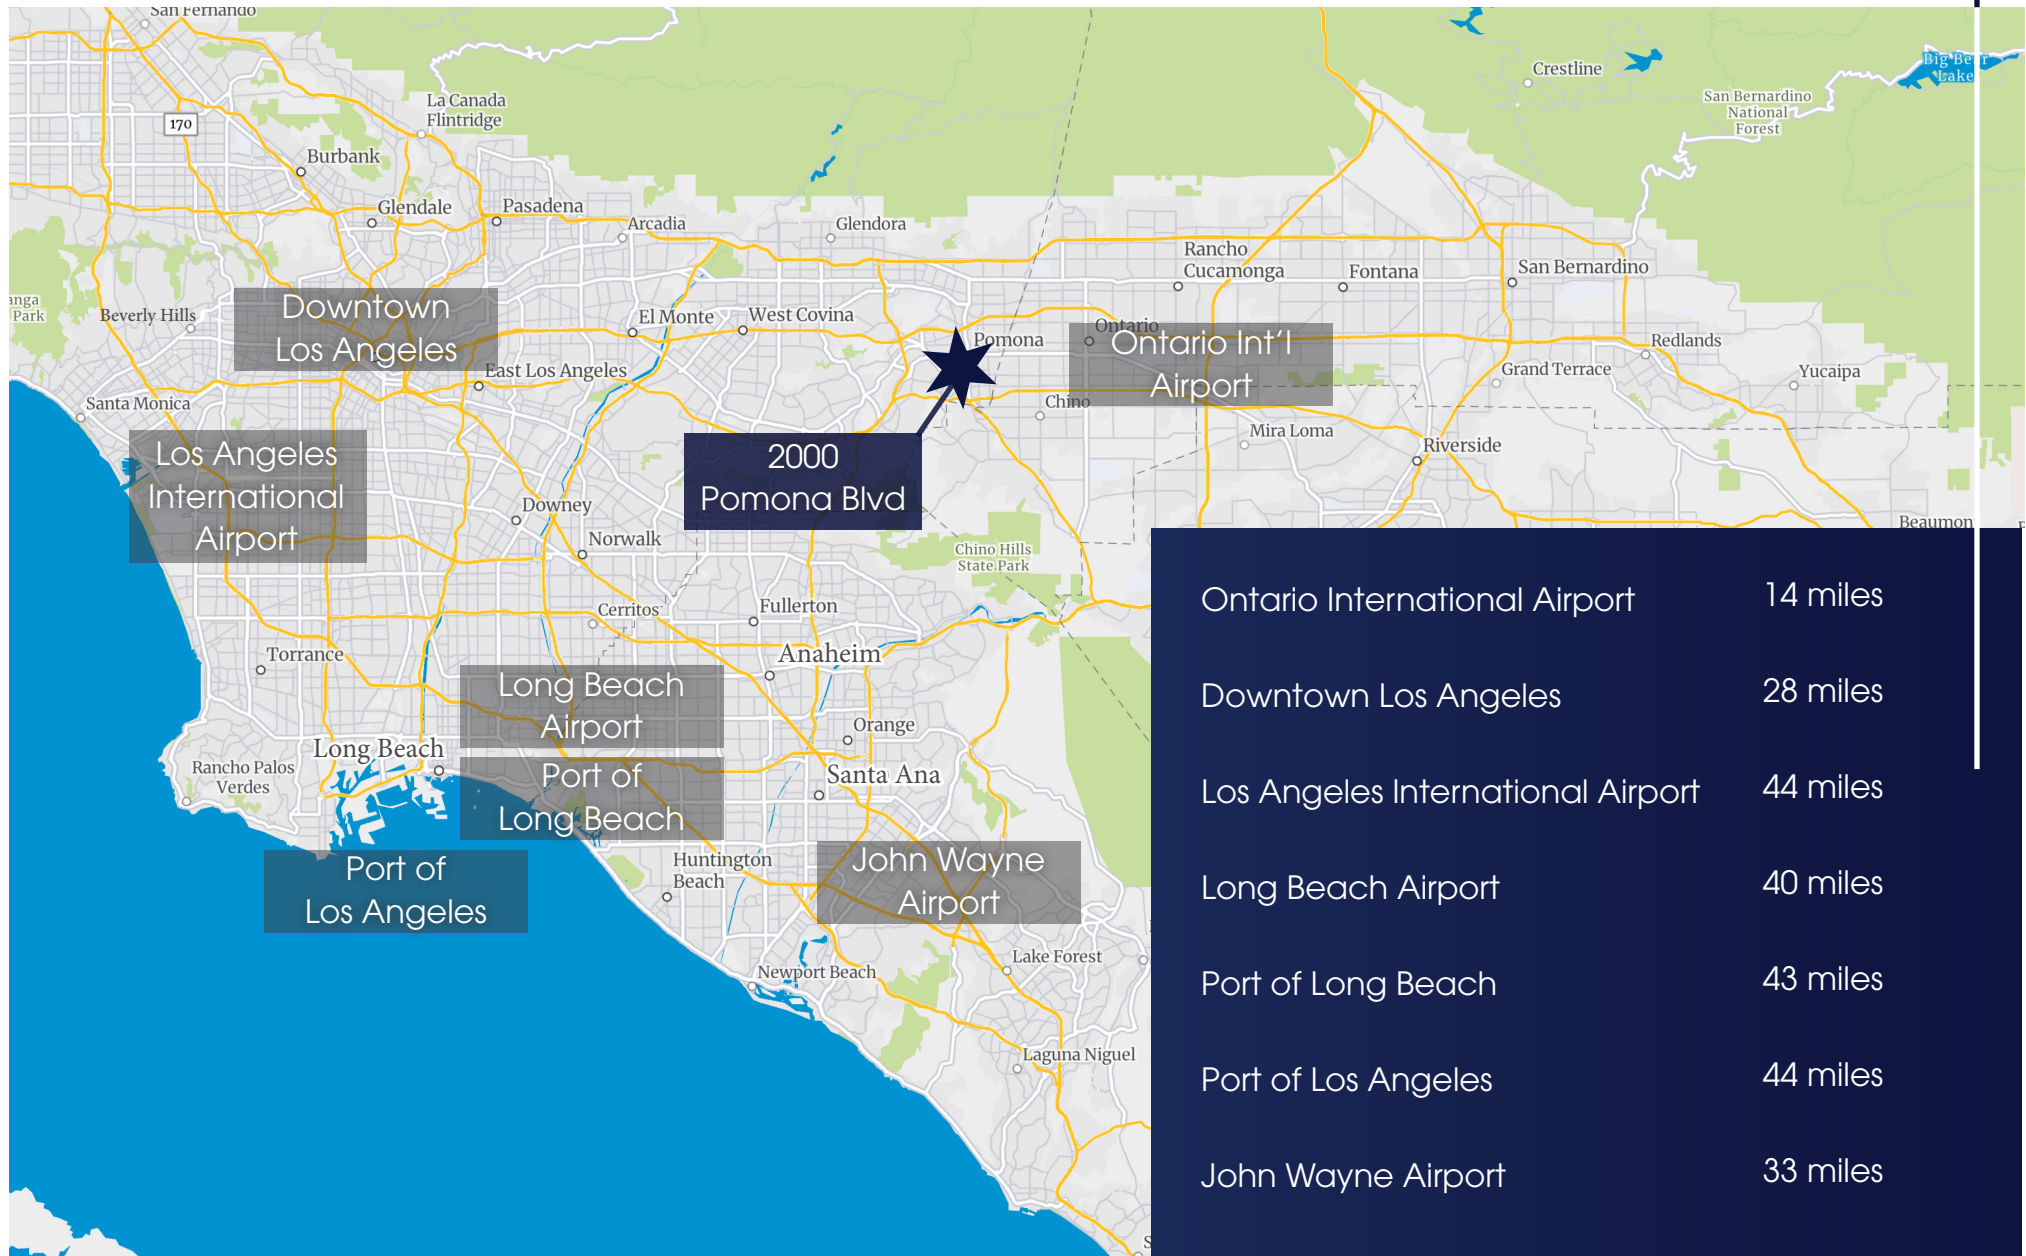 San Fernando
La Canada
Flintridge
170
Burbank
Glendale
Pasadena
Arcadia
Glendora
Crestline
San Bernardino
National
Forest
Big Bear
Lake
Rancho
Cucamonga
Fontana
San Bernardino
anga
Park
Beverly Hills
Downtown
Los Angeles
El Monte
West Covina
Pomona
Ontario
Ontario Int'l
Airport
Redlands
East Los Angeles
Grand Terrace
Yucaipa
Santa Monica
Chino
Mira Loma
Riverside
Los Angeles
International
Airport
2000
Pomona Blvd
Downey
Norwalk
Chino Hills
State Park
Beaumon
Cerritos
Fullerton
Torrance
Anaheim
Long Beach
Airport
Orange
Long Beach
Rancho Palos
Verdes
Port of
Long Beach
Santa Ana
Port of
Los Angeles
Huntington
Beach
John Wayne
Airport
Newport Beach
Lake Forest
Laguna Niguel
Ontario International Airport 14 miles
Downtown Los Angeles 28 miles
Los Angeles International Airport 44 miles
Long Beach Airport 40 miles
Port of Long Beach 43 miles
Port of Los Angeles 44 miles
John Wayne Airport 33 miles